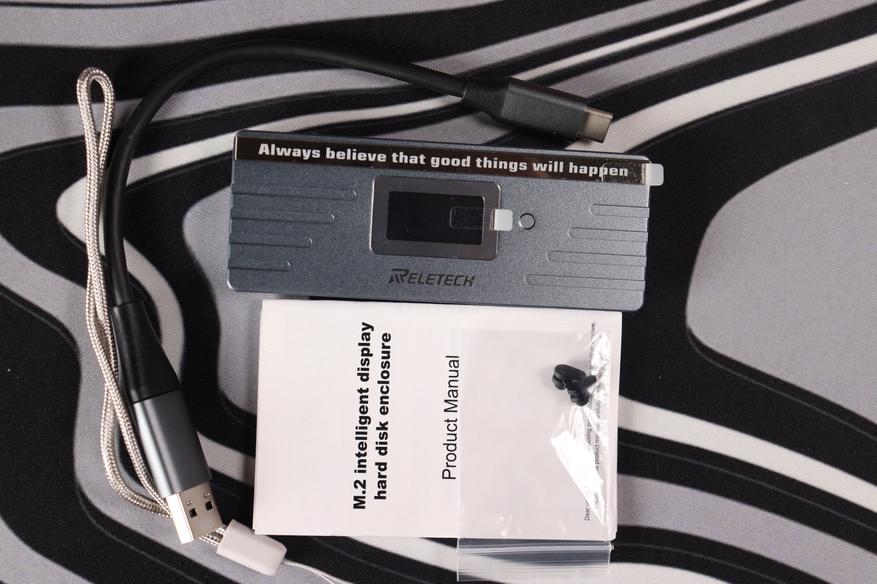 Always believe that good things will happen
RELETECH
M.2 intelligent display
hard disk enclosure
Product Manual